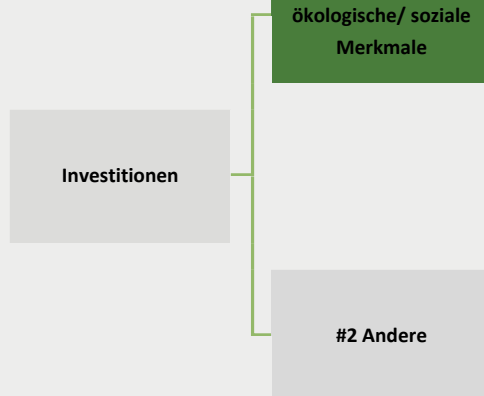 ökologische/ soziale
Merkmale
Investitionen
#2 Andere